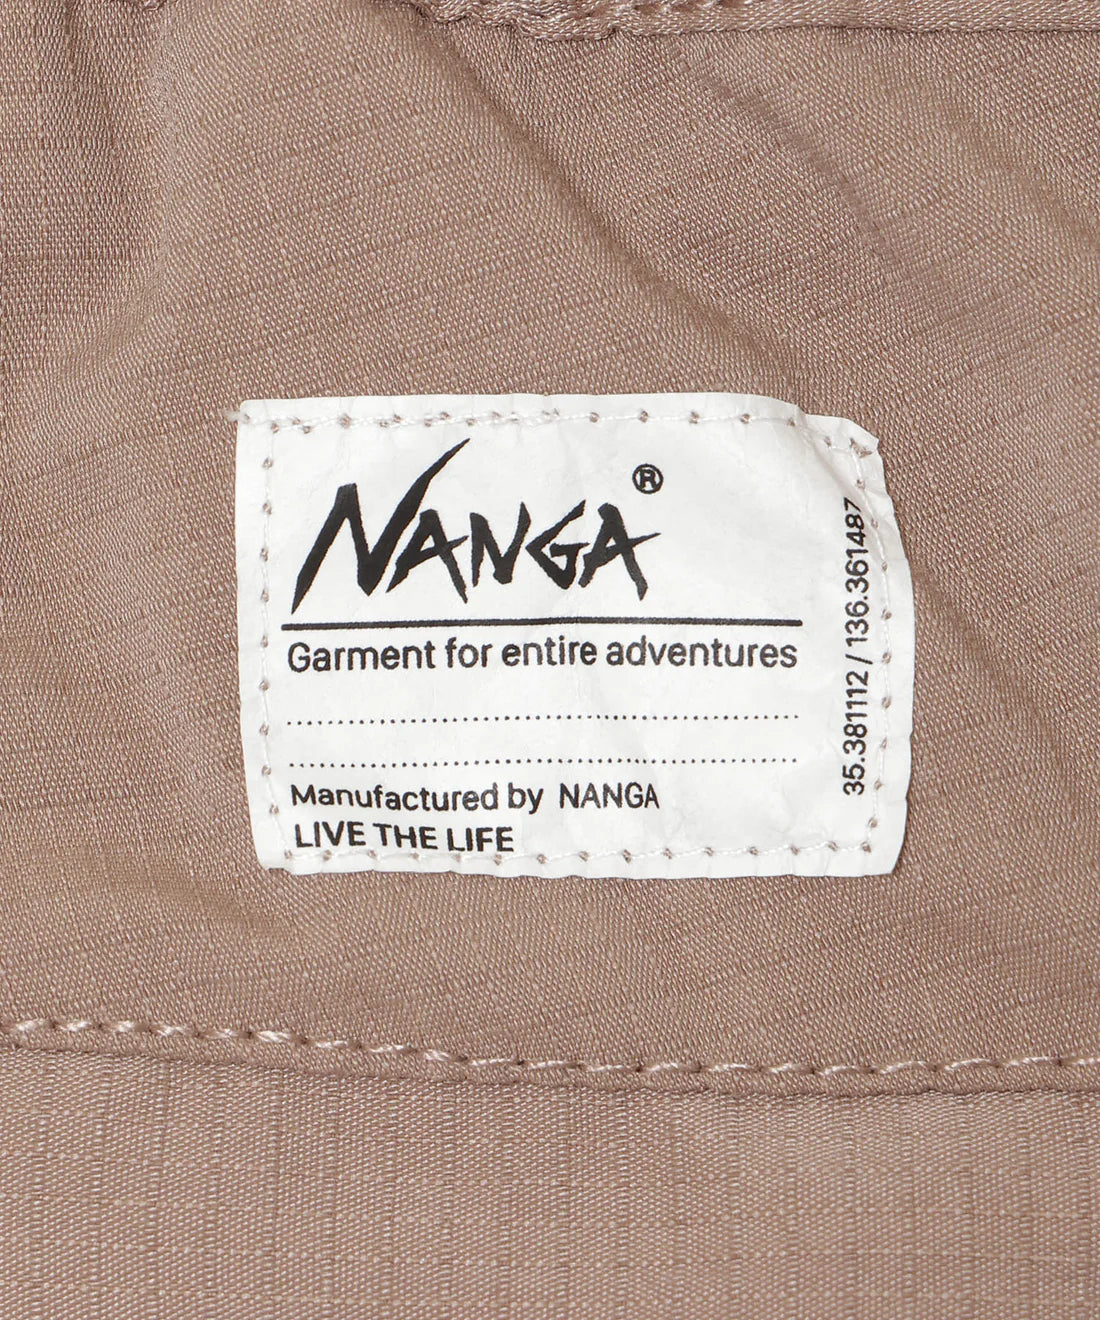 NANGA®
Garment for entire adventures
Manufactured by NANGA
LIVE THE LIFE
35.381112 / 136.361487